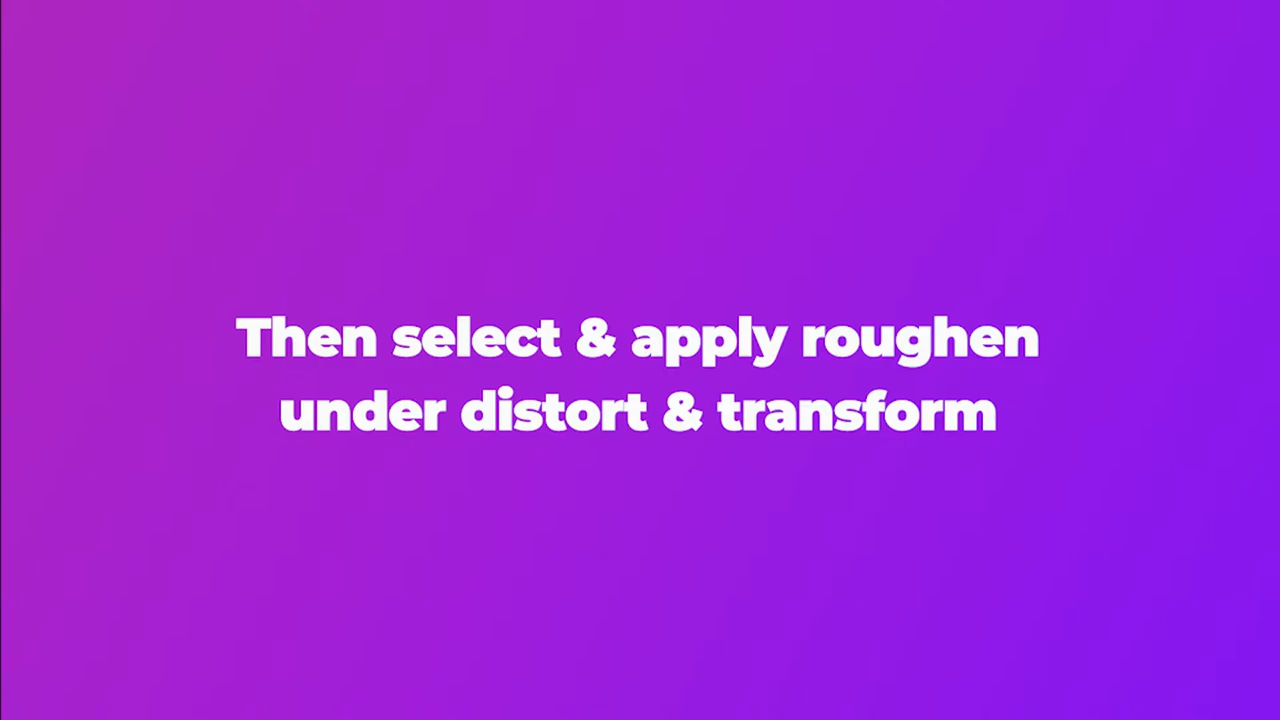 Then select & apply roughen
under distort & transform